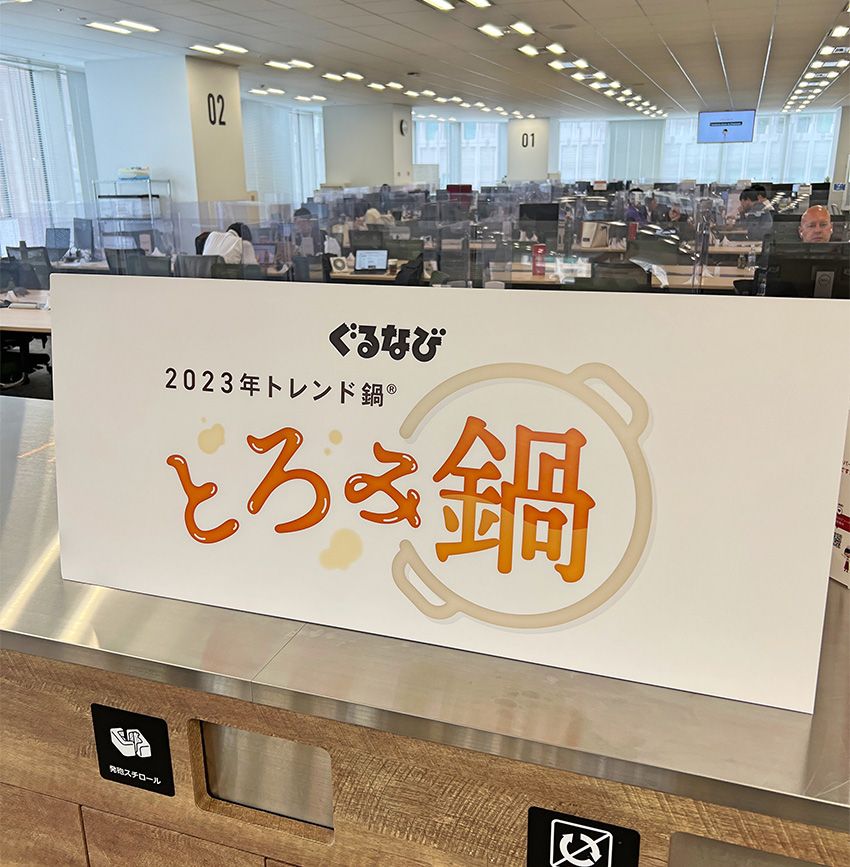 02
01
ぐるなび
2023年トレンド鍋®
とろみ鍋
発泡スチロール